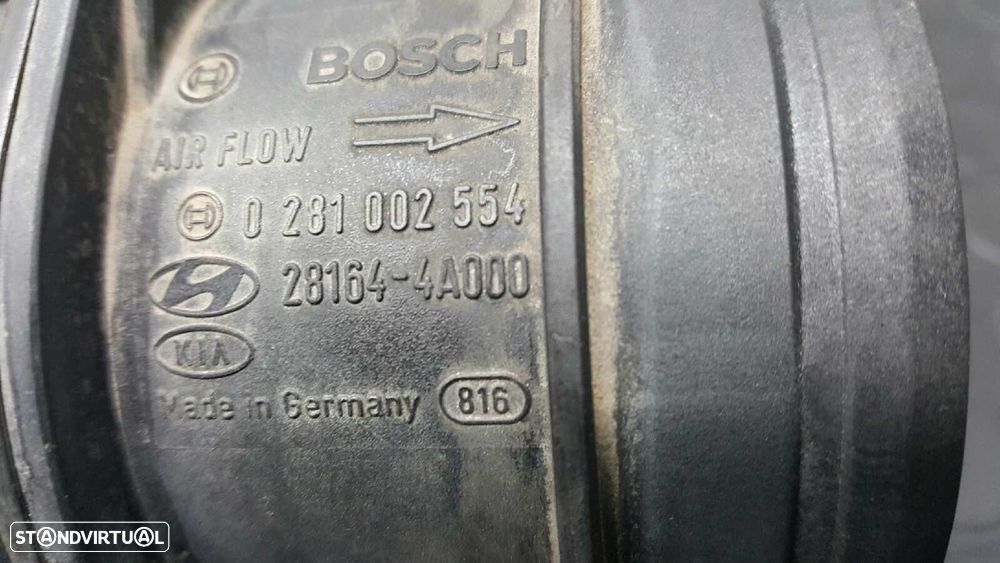 BOSCH
AIR FLOW
0 281 002 554
28164-4A000
KIA
Made in Germany 816
STANDVIRTUAL